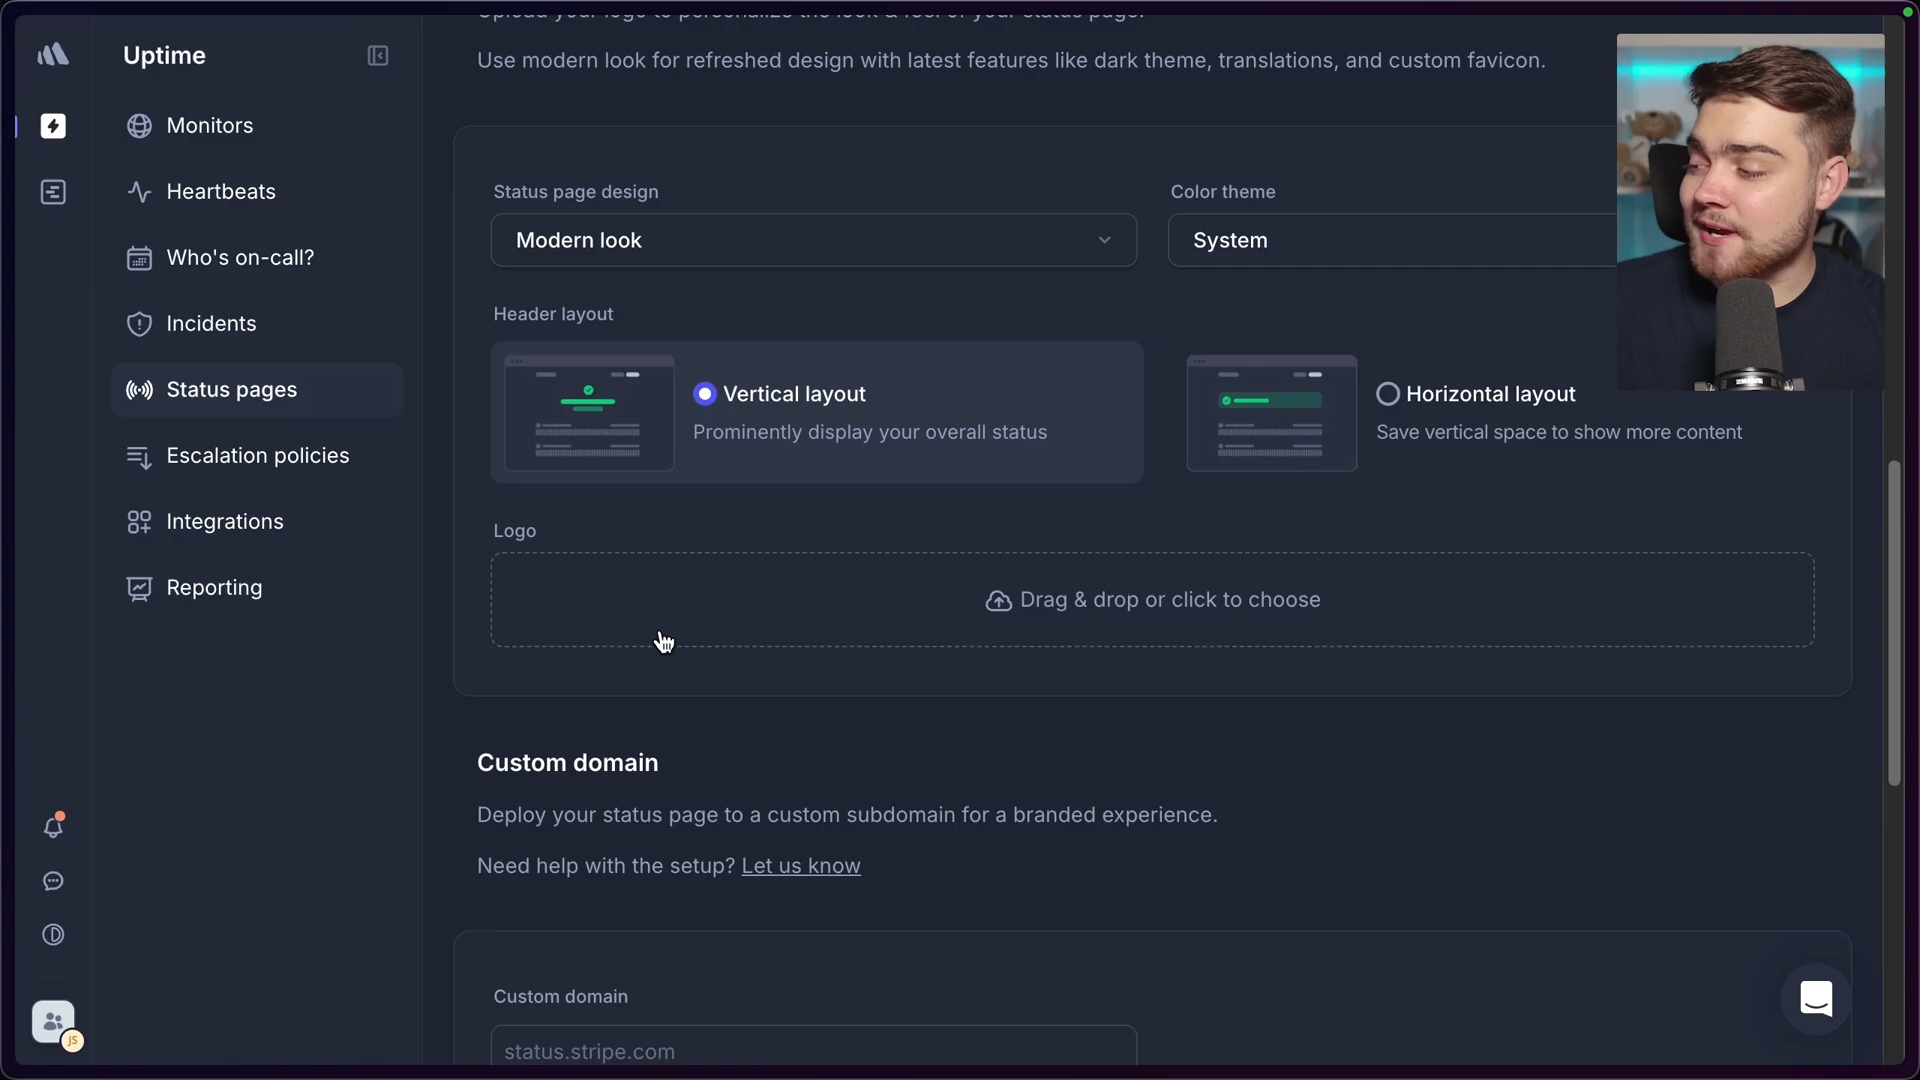 Upload your logo to personalize the look & feel of your status page.
Uptime
Use modern look for refreshed design with latest features like dark theme, translations, and custom favicon.
Monitors
Heartbeats
Who's on-call?
Incidents
Status pages
Escalation policies
Integrations
Reporting
Status page design
Color theme
Modern look
System
Header layout
Vertical layout
Prominently display your overall status
Horizontal layout
Save vertical space to show more content
Logo
Drag & drop or click to choose
Custom domain
Deploy your status page to a custom subdomain for a branded experience.
Need help with the setup? Let us know
Custom domain
status.stripe.com
JS